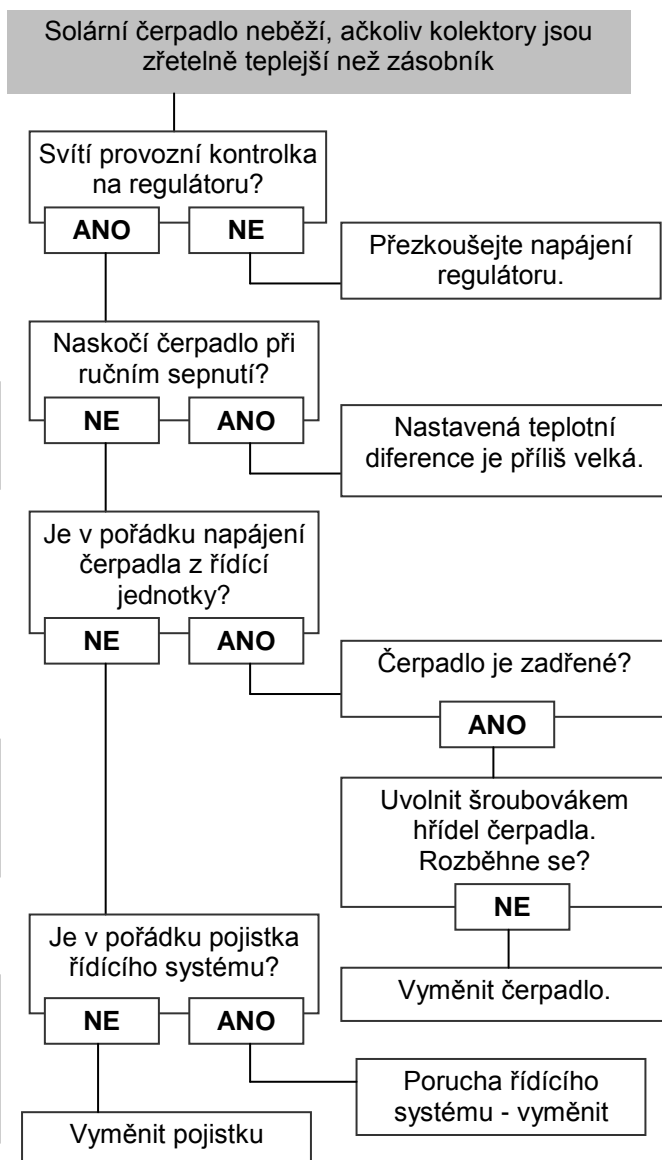 Solární čerpadlo neběží, ačkoliv kolektory jsou
zřetelně teplejší než zásobník
Svítí provozní kontrolka
na regulátoru?
ANO NE
Přezkoušejte napájení
regulátoru.
Naskočí čerpadlo při
ručním sepnutí?
NE ANO
Nastavená teplotní
diference je příliš velká.
Je v pořádku napájení
čerpadla z řídící
jednotky?
NE ANO
Čerpadlo je zadřené?
ANO
Uvolnit šroubovákem
hřídel čerpadla.
Rozběhne se?
NE
Vyměnit čerpadlo.
Je v pořádku pojistka
řídícího systému?
NE ANO
Porucha řídícího
systému - vyměnit
Vyměnit pojistku